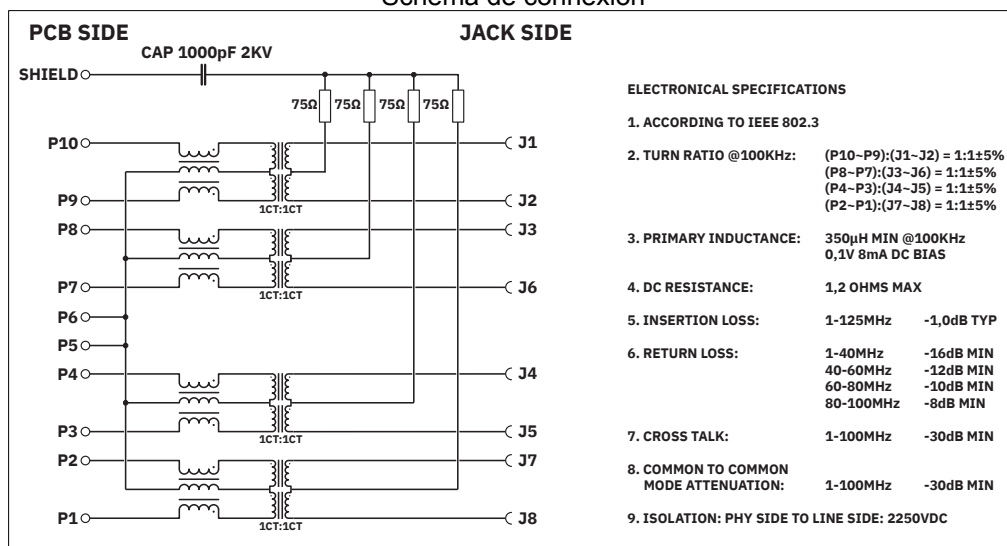 Schéma de connexion
PCB SIDE
JACK SIDE
CAP 1000pF 2KV
SHIELD
75Ω 75Ω 75Ω 75Ω
P10 J1
P9 J2
1CT:1CT
P8 J3
P7 J6
1CT:1CT
P6
P5
P4 J4
P3 J5
1CT:1CT
P2 J7
P1 J8
1CT:1CT
ELECTRONICAL SPECIFICATIONS
1. ACCORDING TO IEEE 802.3
2. TURN RATIO @100KHz: (P10~P9):(J1~J2) = 1:1±5%
(P8~P7):(J3~J6) = 1:1±5%
(P4~P3):(J4~J5) = 1:1±5%
(P2~P1):(J7~J8) = 1:1±5%
3. PRIMARY INDUCTANCE: 350µH MIN @100KHz
0,1V 8mA DC BIAS
4. DC RESISTANCE: 1,2 OHMS MAX
5. INSERTION LOSS: 1-125MHz -1,0dB TYP
6. RETURN LOSS: 1-40MHz -16dB MIN
40-60MHz -12dB MIN
60-80MHz -10dB MIN
80-100MHz -8dB MIN
7. CROSS TALK: 1-100MHz -30dB MIN
8. COMMON TO COMMON
MODE ATTENUATION: 1-100MHz -30dB MIN
9. ISOLATION: PHY SIDE TO LINE SIDE: 2250VDC